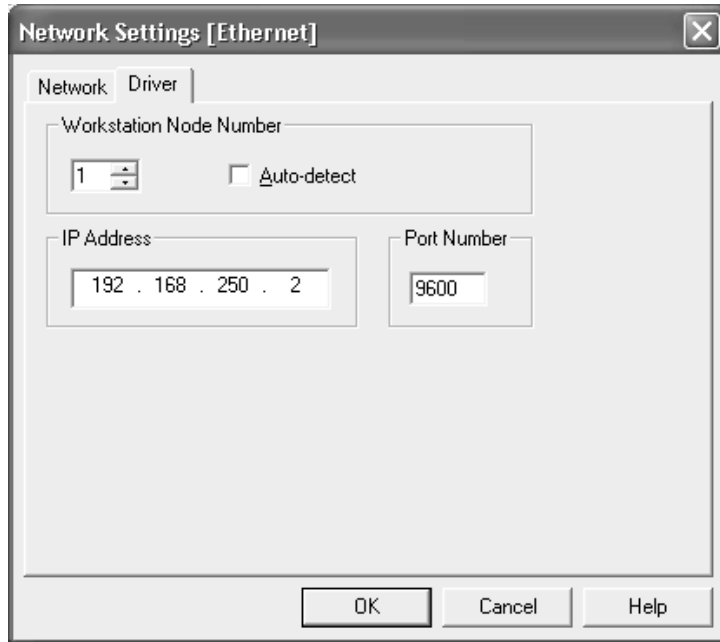 Network Settings [Ethernet]
Network Driver
Workstation Node Number
1 Auto-detect
IP Address Port Number
192 . 168 . 250 . 2 9600
OK Cancel Help